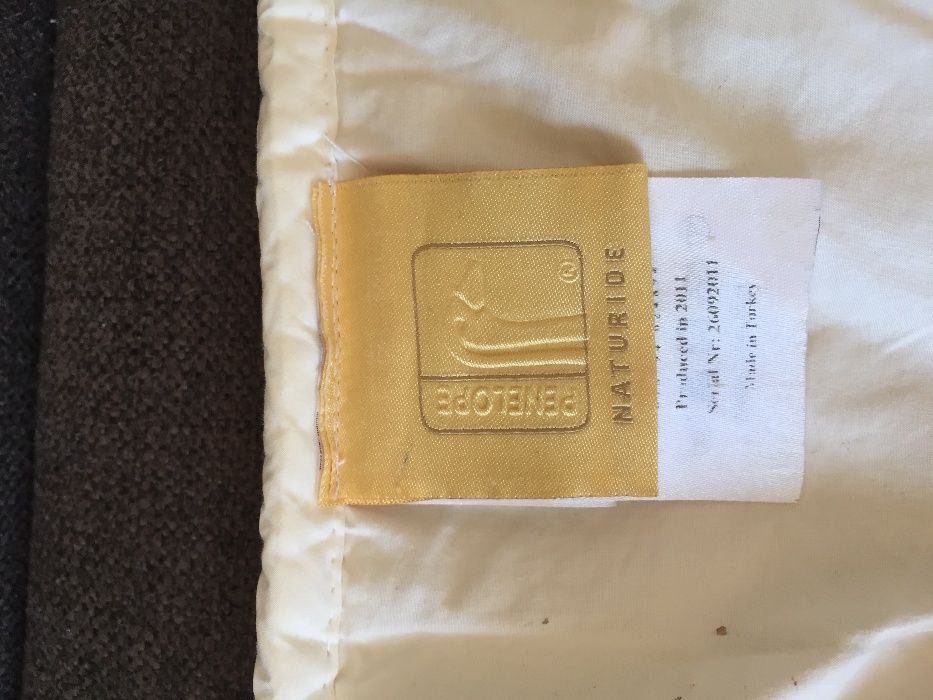 PENELOPE
®
NATURIDE
Produced in 2011
Serial Nr: 26092011
Made in Turkey